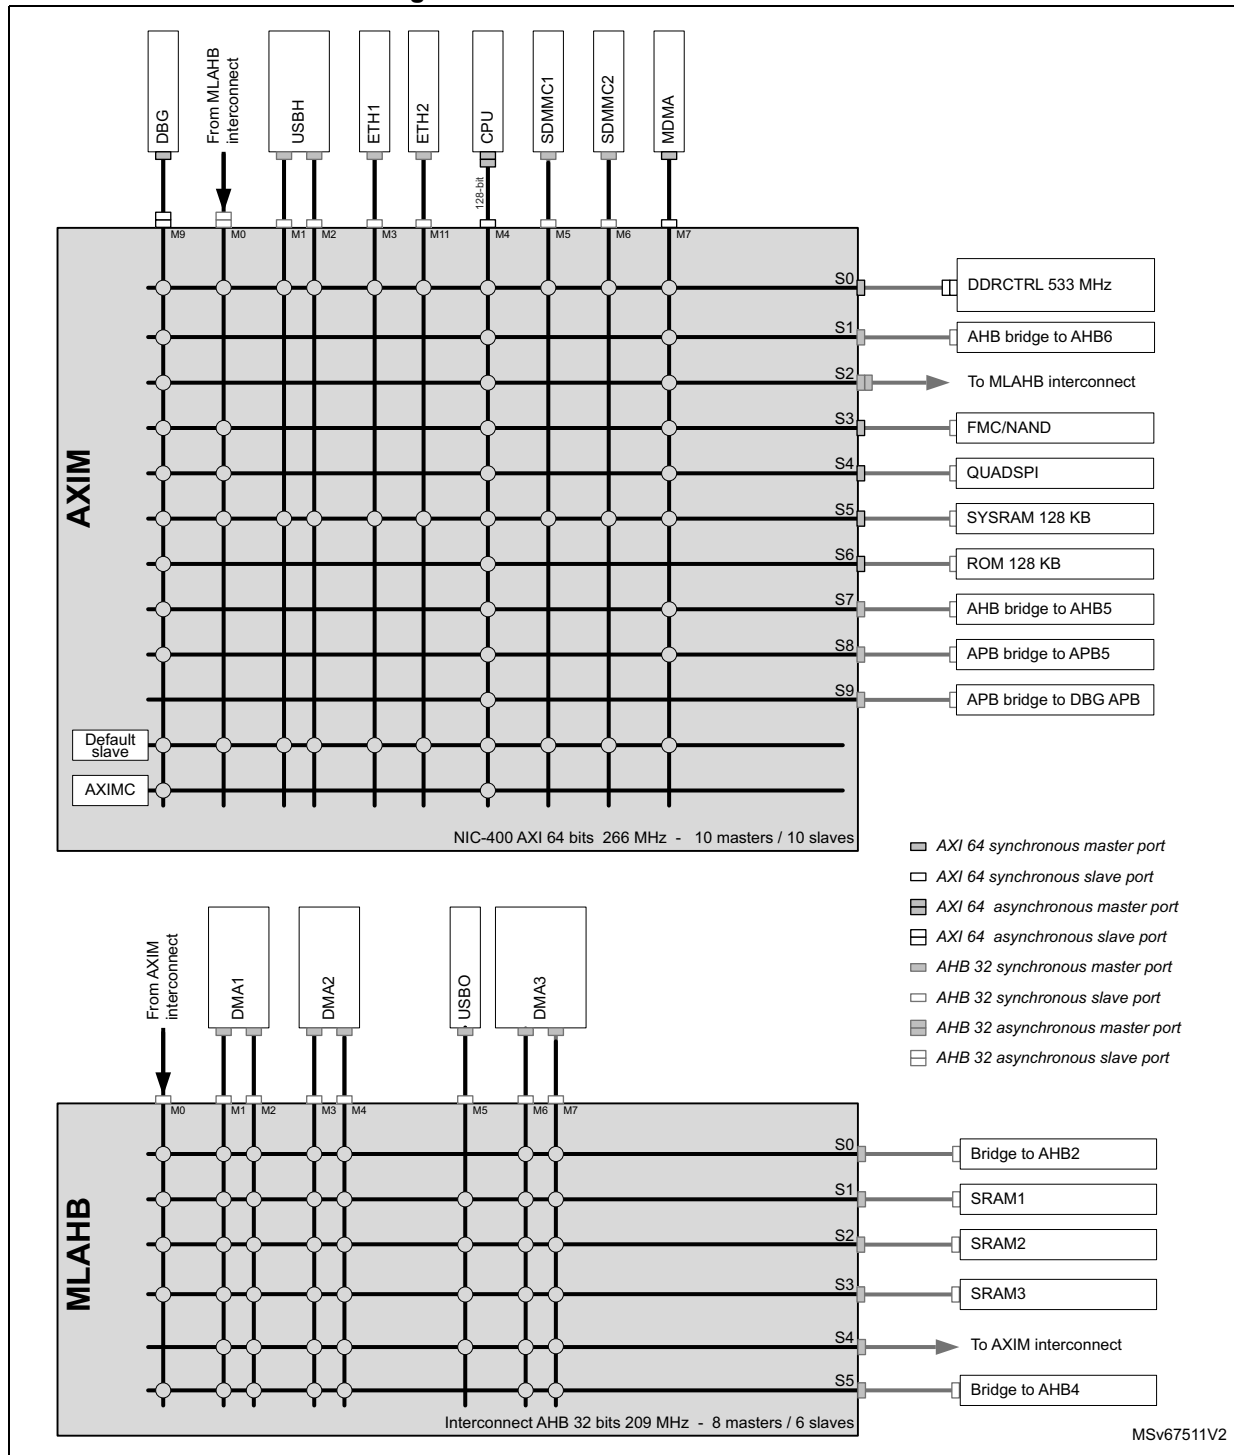 DBG
From MLAHB
interconnect
USBH
ETH1
ETH2
CPU
SDMMC1
SDMMC2
MDMA
128-bit
M9
M0
M1
M2
M3
M11
M4
M5
M6
M7
AXIM
S0
DDRCTRL 533 MHz
S1
AHB bridge to AHB6
S2
To MLAHB interconnect
S3
FMC/NAND
S4
QUADSPI
S5
SYSRAM 128 KB
S6
ROM 128 KB
S7
AHB bridge to AHB5
S8
APB bridge to APB5
S9
APB bridge to DBG APB
Default
slave
AXIMC
NIC-400 AXI 64 bits 266 MHz - 10 masters / 10 slaves
AXI 64 synchronous master port
AXI 64 synchronous slave port
AXI 64 asynchronous master port
AXI 64 asynchronous slave port
AHB 32 synchronous master port
AHB 32 synchronous slave port
AHB 32 asynchronous master port
AHB 32 asynchronous slave port
From AXIM
interconnect
DMA1
DMA2
USBO
DMA3
M0
M1
M2
M3
M4
M5
M6
M7
MLAHB
S0
Bridge to AHB2
S1
SRAM1
S2
SRAM2
S3
SRAM3
S4
To AXIM interconnect
S5
Bridge to AHB4
Interconnect AHB 32 bits 209 MHz - 8 masters / 6 slaves
MSv67511V2